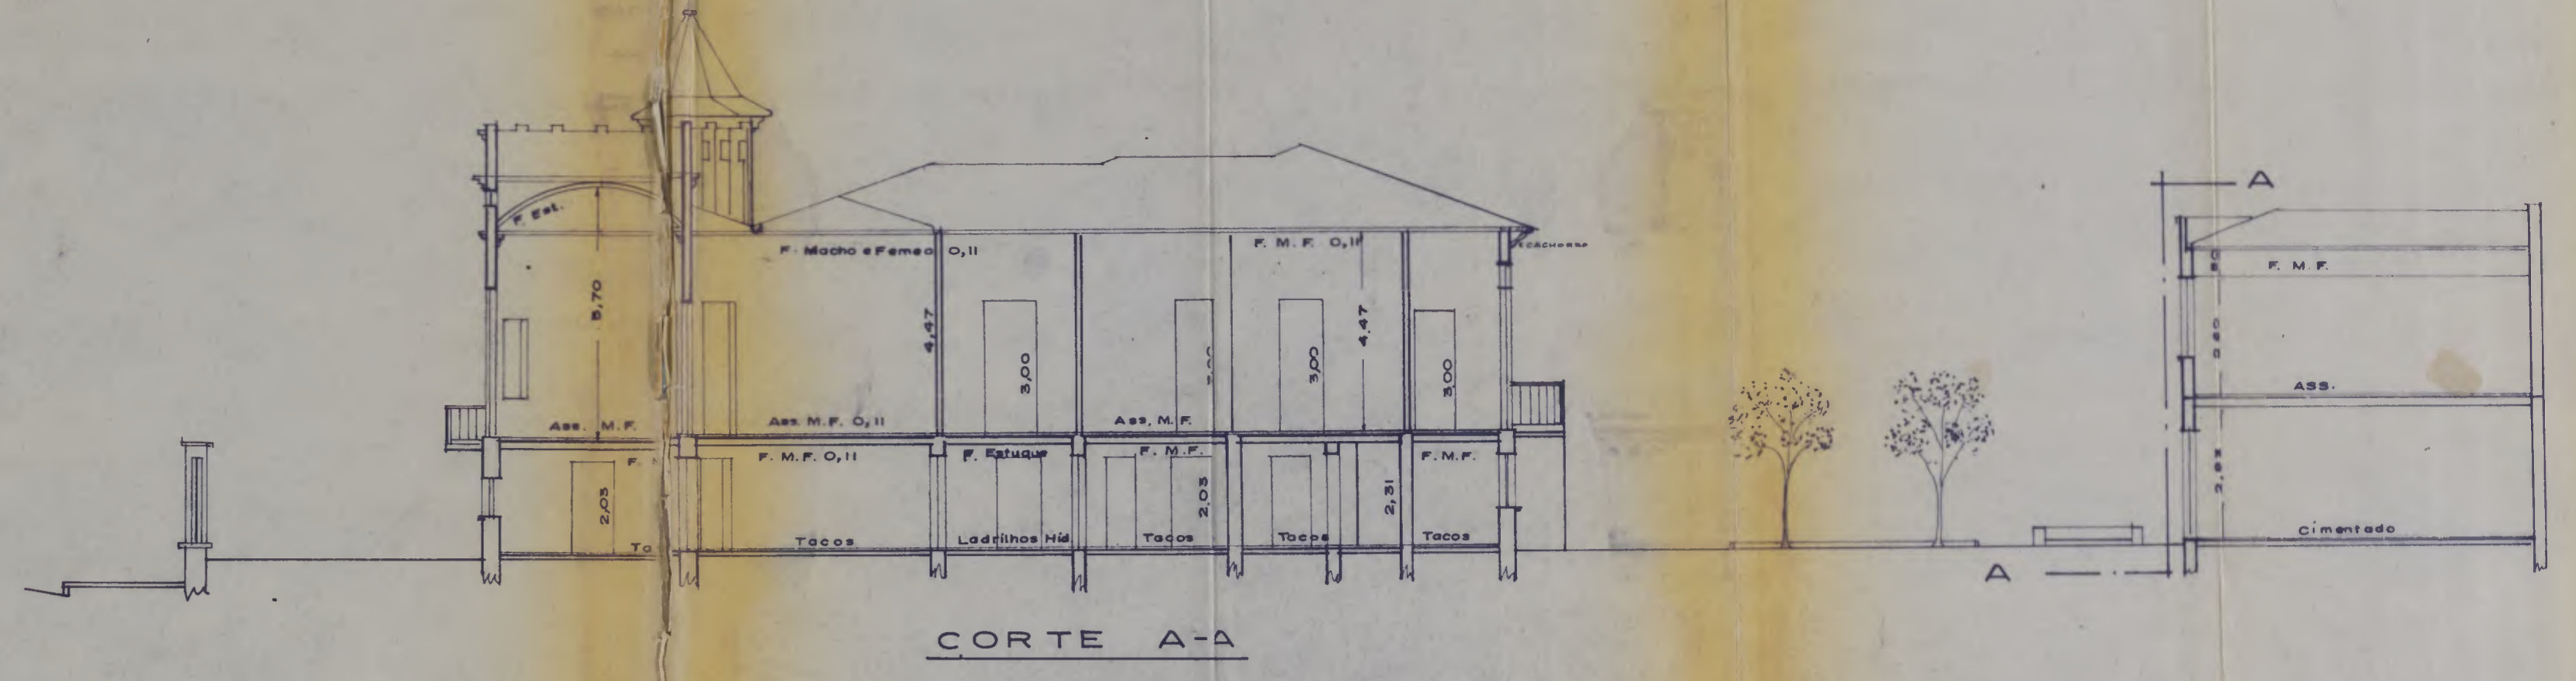 A
F. Est.
F. Macho e Femea 0,11
F. M. F. 0,11
F. M. F.
5,70
4,47
3,00
3,00
4,47
3,00
Ass. M.F.
Ass. M.F. 0,11
Ass. M.F.
ASS.
F. M.F. 0,11
F. Estuque
F. M.F.
F.M.F.
2,03
2,03
2,31
Tacos
Ladrilhos Hid
Tacos
Tacos
Tacos
Cimentado
A
CORTE A-A